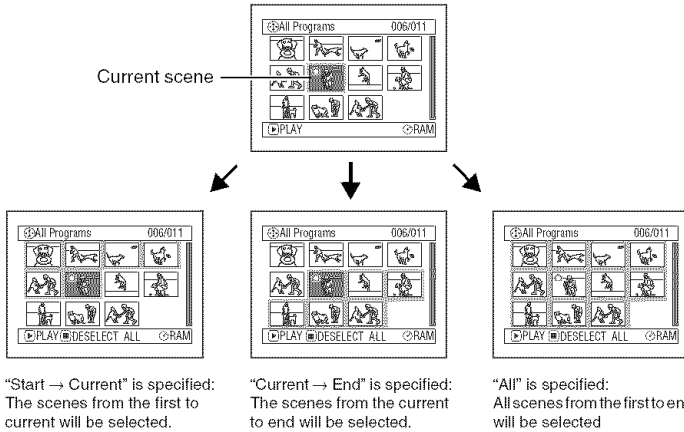 All Programs 006/011
Current scene
PLAY RAM
All Programs 006/011
PLAY DESELECT ALL RAM
All Programs 006/011
PLAY DESELECT ALL RAM
All Programs 006/011
PLAY DESELECT ALL RAM
“Start → Current” is specified:
The scenes from the first to
current will be selected.
“Current → End” is specified:
The scenes from the current
to end will be selected.
“All” is specified:
All scenes from the first to en
will be selected